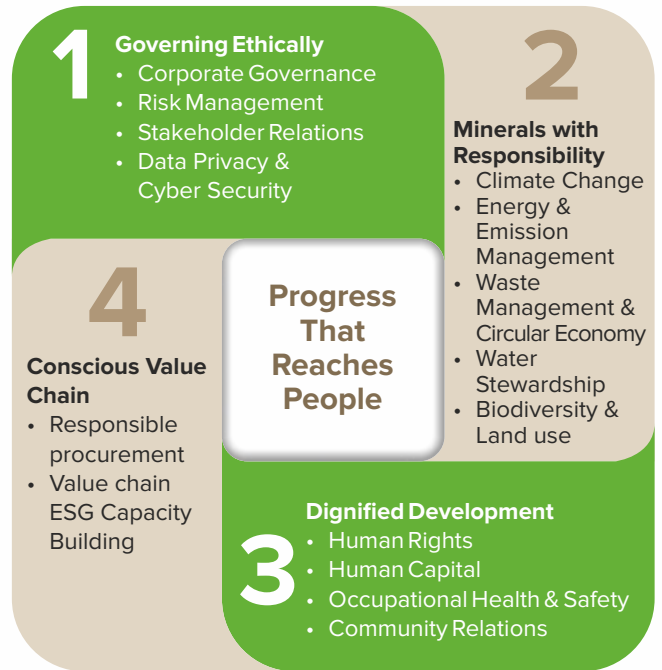 1
Governing Ethically
• Corporate Governance
• Risk Management
• Stakeholder Relations
• Data Privacy &
Cyber Security
2
Minerals with
Responsibility
• Climate Change
• Energy &
Emission
Management
• Waste
Management &
Circular Economy
• Water
Stewardship
• Biodiversity &
Land use
Progress
That
Reaches
People
3
Dignified Development
• Human Rights
• Human Capital
• Occupational Health & Safety
• Community Relations
4
Conscious Value
Chain
• Responsible
procurement
• Value chain
ESG Capacity
Building